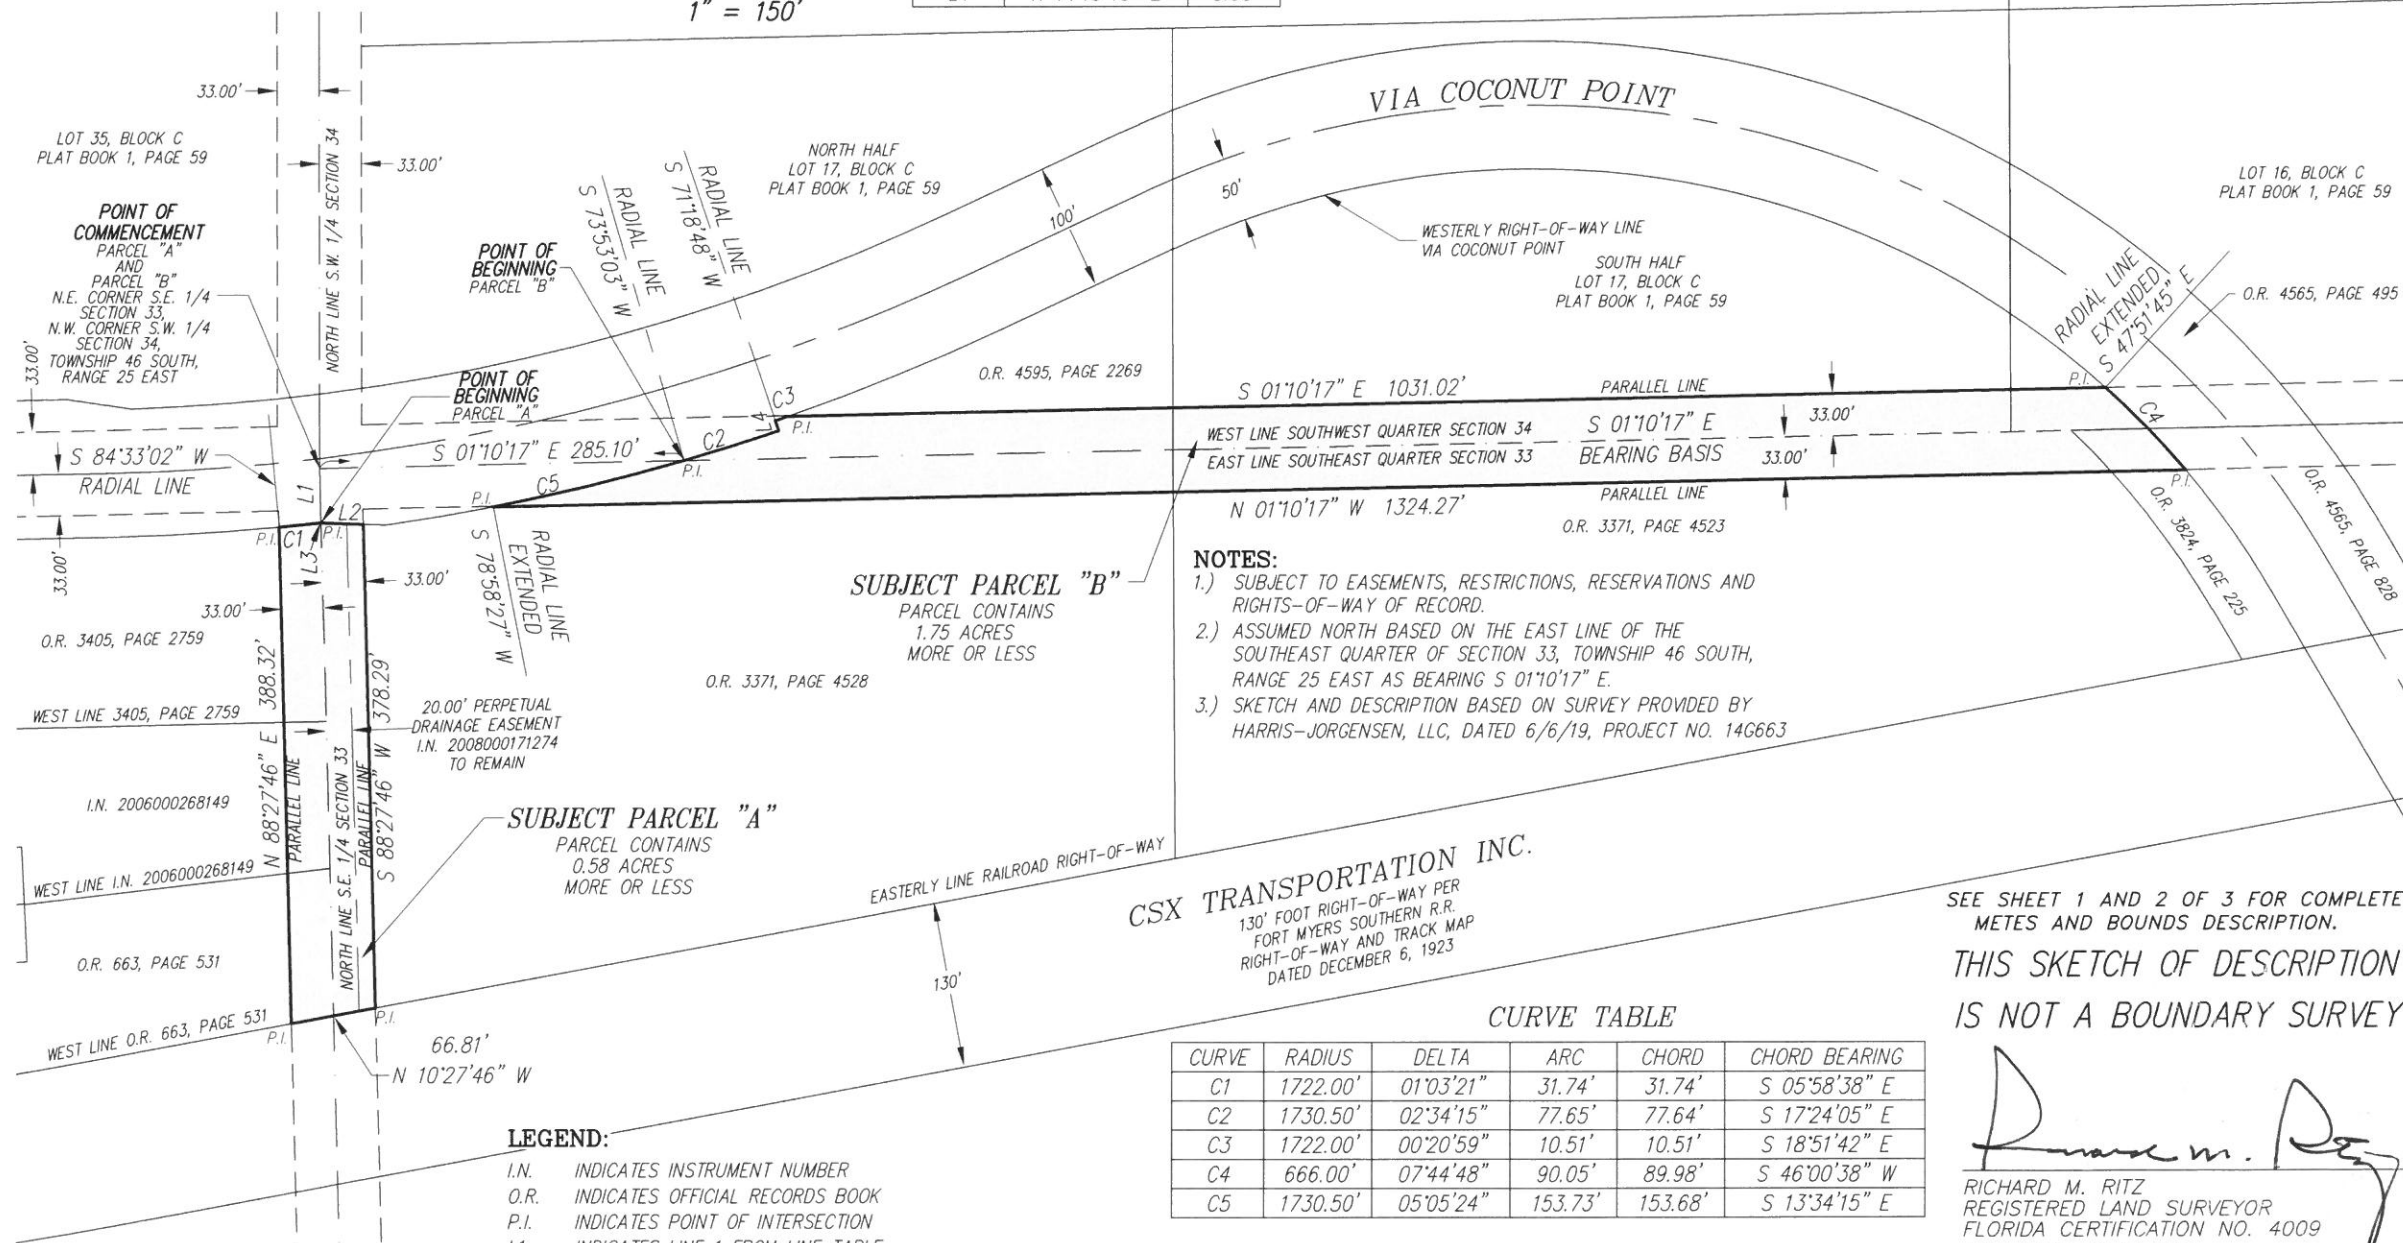 1" = 150'
33.00'
LOT 35, BLOCK C
PLAT BOOK 1, PAGE 59
33.00'
NORTH LINE S.W. 1/4 SECTION 34
POINT OF
COMMENCEMENT
PARCEL "A"
AND
PARCEL "B"
N.E. CORNER S.E. 1/4
SECTION 33,
N.W. CORNER S.W. 1/4
SECTION 34,
TOWNSHIP 46 SOUTH,
RANGE 25 EAST
33.00'
S 84°33'02" W
RADIAL LINE
33.00'
L1
POINT OF
BEGINNING
PARCEL "A"
POINT OF
BEGINNING
PARCEL "B"
RADIAL LINE
S 73°53'03" W
RADIAL LINE
S 71°18'48" W
NORTH HALF
LOT 17, BLOCK C
PLAT BOOK 1, PAGE 59
VIA COCONUT POINT
100'
50'
WESTERLY RIGHT-OF-WAY LINE
VIA COCONUT POINT
SOUTH HALF
LOT 17, BLOCK C
PLAT BOOK 1, PAGE 59
LOT 16, BLOCK C
PLAT BOOK 1, PAGE 59
O.R. 4565, PAGE 495
RADIAL LINE
EXTENDED
S 47°51'45" E
O.R. 4595, PAGE 2269
S 01°10'17" E 1031.02'
PARALLEL LINE
P.I.
C3
L4
P.I.
C2
P.I.
S 01°10'17" E 285.10'
C5
P.I.
33.00'
WEST LINE SOUTHWEST QUARTER SECTION 34
S 01°10'17" E
EAST LINE SOUTHEAST QUARTER SECTION 33
BEARING BASIS
33.00'
C4
P.I.
N 01°10'17" W 1324.27'
PARALLEL LINE
O.R. 3371, PAGE 4523
O.R. 3824, PAGE 225
O.R. 4565, PAGE 828
P.I.
C1
L2
P.I.
L3
33.00'
33.00'
RADIAL LINE
EXTENDED
S 78°58'27" W
SUBJECT PARCEL "B"
PARCEL CONTAINS
1.75 ACRES
MORE OR LESS
NOTES:
1.) SUBJECT TO EASEMENTS, RESTRICTIONS, RESERVATIONS AND
RIGHTS-OF-WAY OF RECORD.
2.) ASSUMED NORTH BASED ON THE EAST LINE OF THE
SOUTHEAST QUARTER OF SECTION 33, TOWNSHIP 46 SOUTH,
RANGE 25 EAST AS BEARING S 01°10'17" E.
3.) SKETCH AND DESCRIPTION BASED ON SURVEY PROVIDED BY
HARRIS-JORGENSEN, LLC, DATED 6/6/19, PROJECT NO. 14G663
O.R. 3405, PAGE 2759
WEST LINE 3405, PAGE 2759
N 88°27'46" E 388.32'
PARALLEL LINE
NORTH LINE S.E. 1/4 SECTION 33
PARALLEL LINE
S 88°27'46" W 378.29'
20.00' PERPETUAL
DRAINAGE EASEMENT
I.N. 2008000171274
TO REMAIN
O.R. 3371, PAGE 4528
I.N. 2006000268149
WEST LINE I.N. 2006000268149
O.R. 663, PAGE 531
WEST LINE O.R. 663, PAGE 531
P.I.
P.I.
66.81'
N 10°27'46" W
SUBJECT PARCEL "A"
PARCEL CONTAINS
0.58 ACRES
MORE OR LESS
EASTERLY LINE RAILROAD RIGHT-OF-WAY
CSX TRANSPORTATION INC.
130' FOOT RIGHT-OF-WAY PER
FORT MYERS SOUTHERN R.R.
RIGHT-OF-WAY AND TRACK MAP
DATED DECEMBER 6, 1923
130'
SEE SHEET 1 AND 2 OF 3 FOR COMPLETE
METES AND BOUNDS DESCRIPTION.
THIS SKETCH OF DESCRIPTION
IS NOT A BOUNDARY SURVEY
CURVE TABLE
CURVE RADIUS DELTA ARC CHORD CHORD BEARING
C1 1722.00' 01°03'21" 31.74' 31.74' S 05°58'38" E
C2 1730.50' 02°34'15" 77.65' 77.64' S 17°24'05" E
C3 1722.00' 00°20'59" 10.51' 10.51' S 18°51'42" E
C4 666.00' 07°44'48" 90.05' 89.98' S 46°00'38" W
C5 1730.50' 05°05'24" 153.73' 153.68' S 13°34'15" E
LEGEND:
I.N. INDICATES INSTRUMENT NUMBER
O.R. INDICATES OFFICIAL RECORDS BOOK
P.I. INDICATES POINT OF INTERSECTION
L1 INDICATES LINE 1 FROM LINE TABLE
RICHARD M. RITZ
REGISTERED LAND SURVEYOR
FLORIDA CERTIFICATION NO. 4009